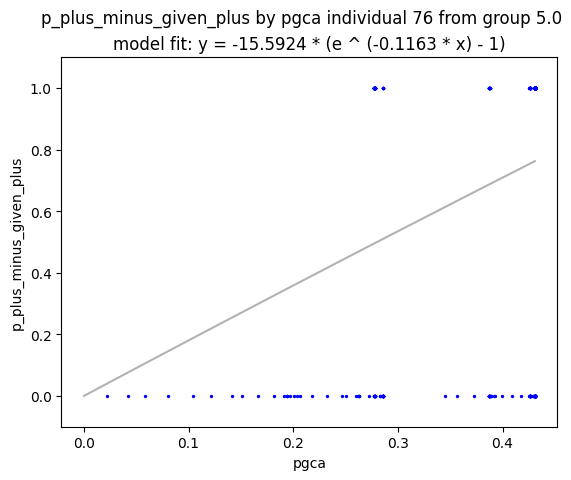 p_plus_minus_given_plus by pgca individual 76 from group 5.0
model fit: y = -15.5924 * (e ^ (-0.1163 * x) - 1)
1.0
0.8
0.6
0.4
0.2
0.0
p_plus_minus_given_plus
0.0 0.1 0.2 0.3 0.4
pgca